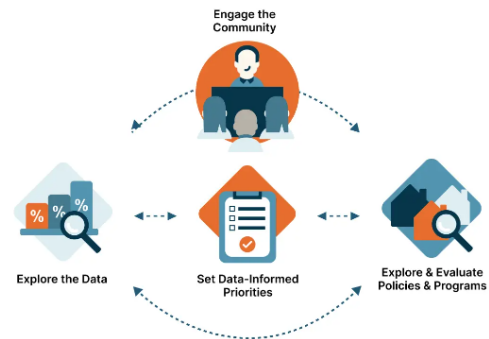 Engage the
Community
%
%
%
Explore the Data
Set Data-Informed
Priorities
Explore & Evaluate
Policies & Programs